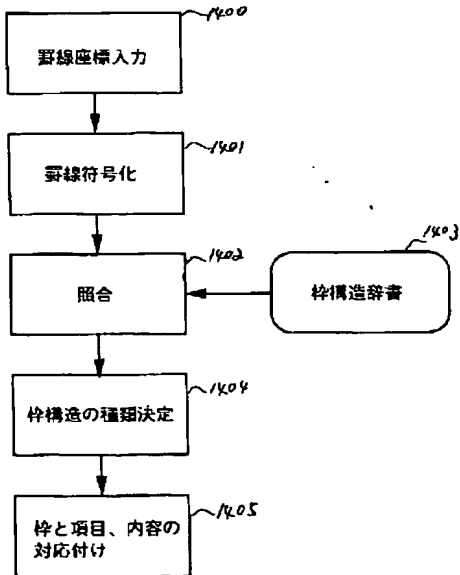 1400
罫線座標入力
1401
罫線符号化
1402
照合
1403
枠構造辞書
1404
枠構造の種類決定
1405
枠と項目、内容の
対応付け